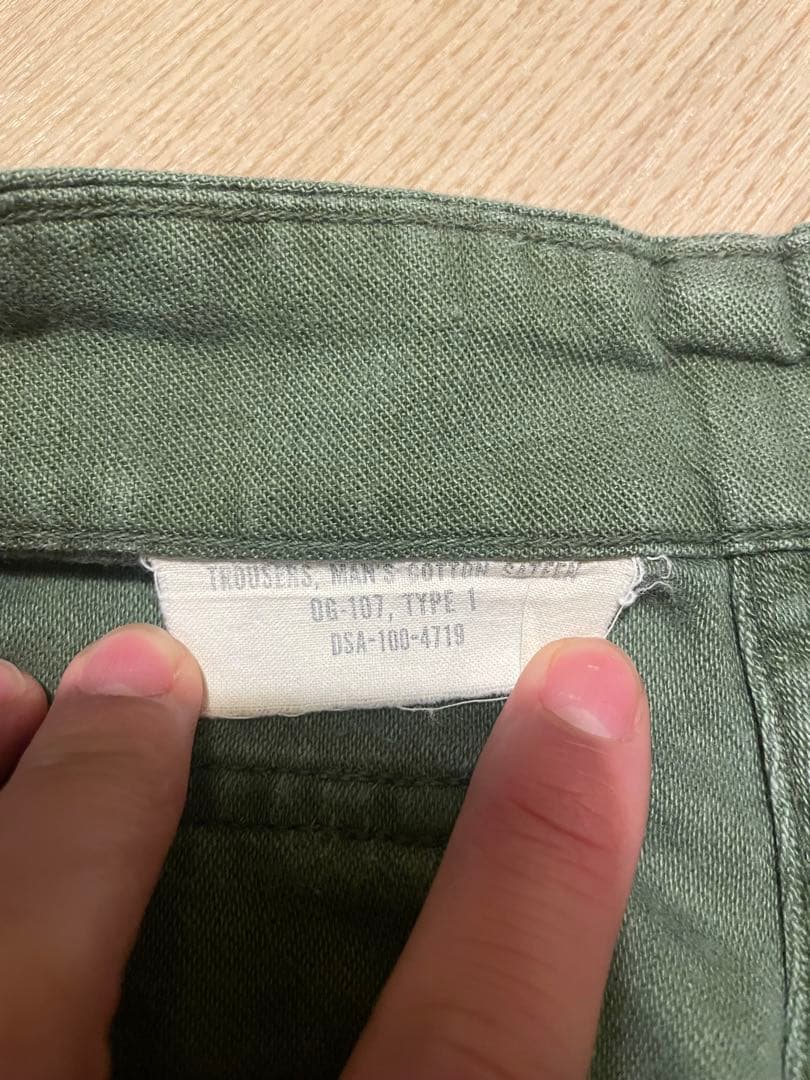 TROUSERS, MAN'S COTTON SATEEN
OG-107, TYPE 1
DSA-100-4719